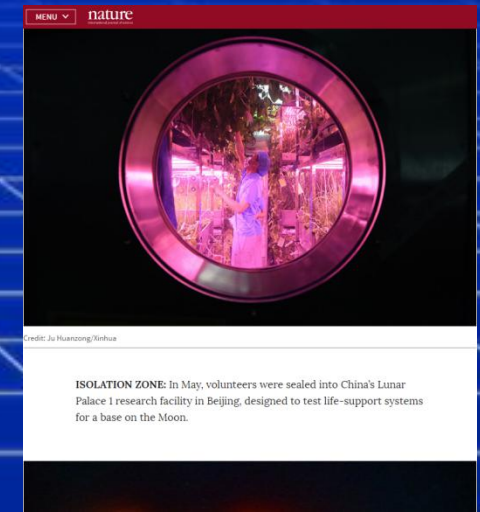 MENU
nature
Credit: Ju Huanzong/Xinhua
ISOLATION ZONE: In May, volunteers were sealed into China's Lunar
Palace 1 research facility in Beijing, designed to test life-support systems
for a base on the Moon.